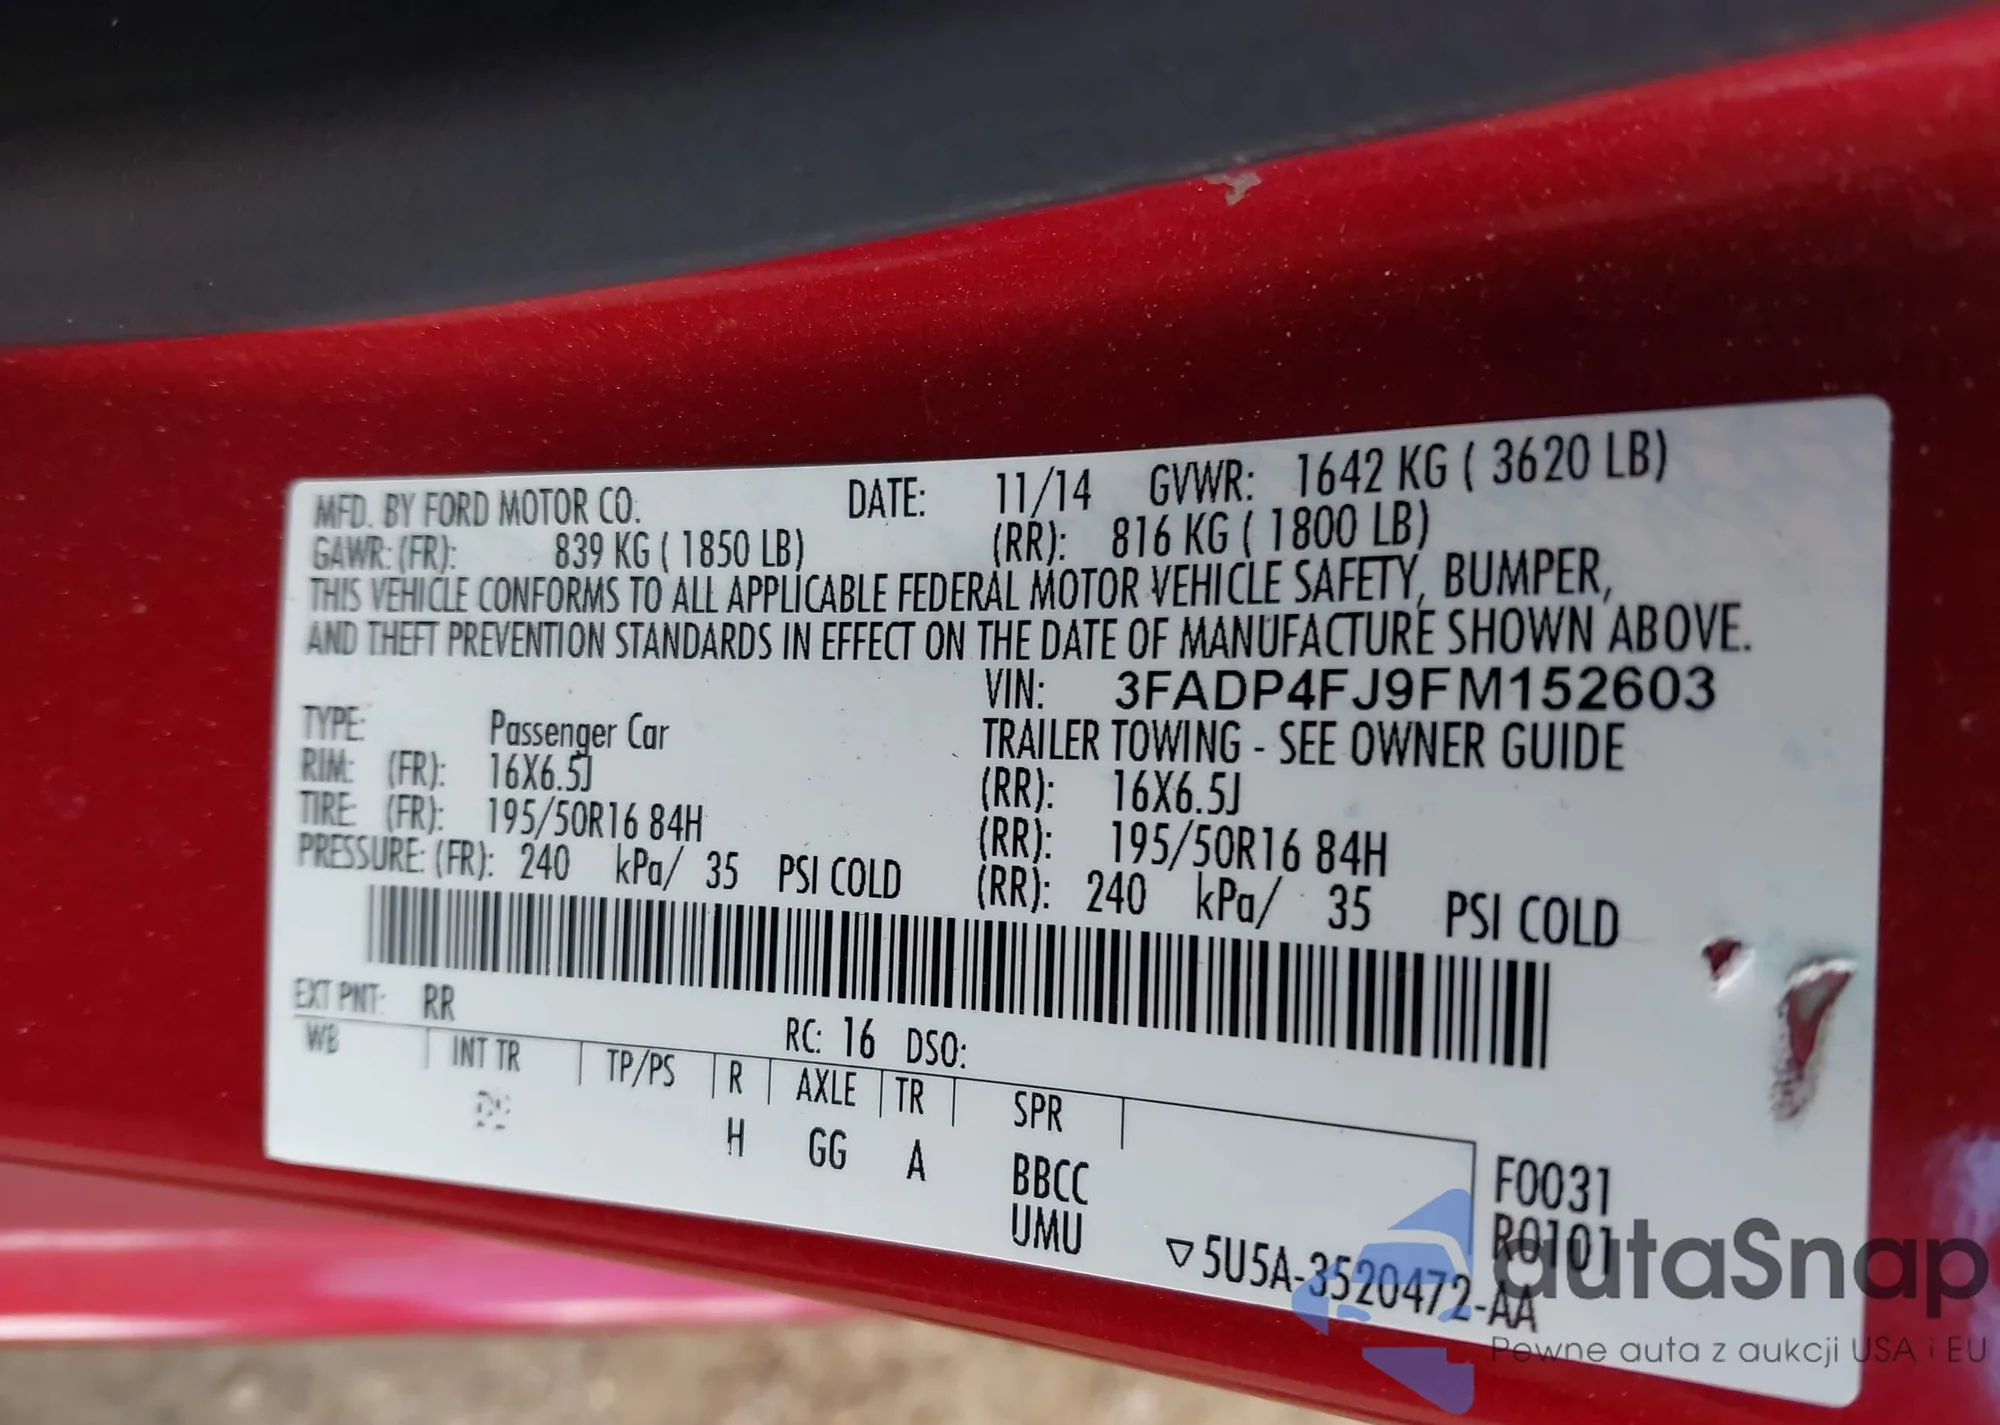 MFD. BY FORD MOTOR CO. DATE: 11/14 GVWR: 1642 KG ( 3620 LB)
GAWR: (FR): 839 KG ( 1850 LB) (RR): 816 KG ( 1800 LB)
THIS VEHICLE CONFORMS TO ALL APPLICABLE FEDERAL MOTOR VEHICLE SAFETY, BUMPER,
AND THEFT PREVENTION STANDARDS IN EFFECT ON THE DATE OF MANUFACTURE SHOWN ABOVE.
VIN: 3FADP4FJ9FM152603
TYPE: Passenger Car TRAILER TOWING - SEE OWNER GUIDE
RIM: (FR): 16X6.5J (RR): 16X6.5J
TIRE: (FR): 195/50R16 84H (RR): 195/50R16 84H
PRESSURE: (FR): 240 kPa/ 35 PSI COLD (RR): 240 kPa/ 35 PSI COLD
EXT PNT: RR RC: 16 DSO:
WB INT TR TP/PS R AXLE TR SPR
H GG A BBCC F0031
UMU R0101
▽5U5A-3520472-AA
autaSnap
Pewne auta z aukcji USA i EU